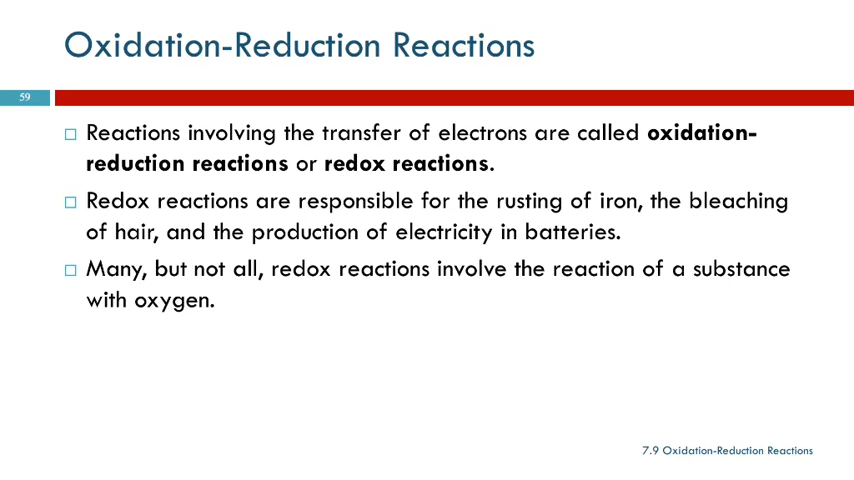 Oxidation-Reduction Reactions
59
Reactions involving the transfer of electrons are called oxidation-
reduction reactions or redox reactions.
Redox reactions are responsible for the rusting of iron, the bleaching
of hair, and the production of electricity in batteries.
Many, but not all, redox reactions involve the reaction of a substance
with oxygen.
7.9 Oxidation-Reduction Reactions